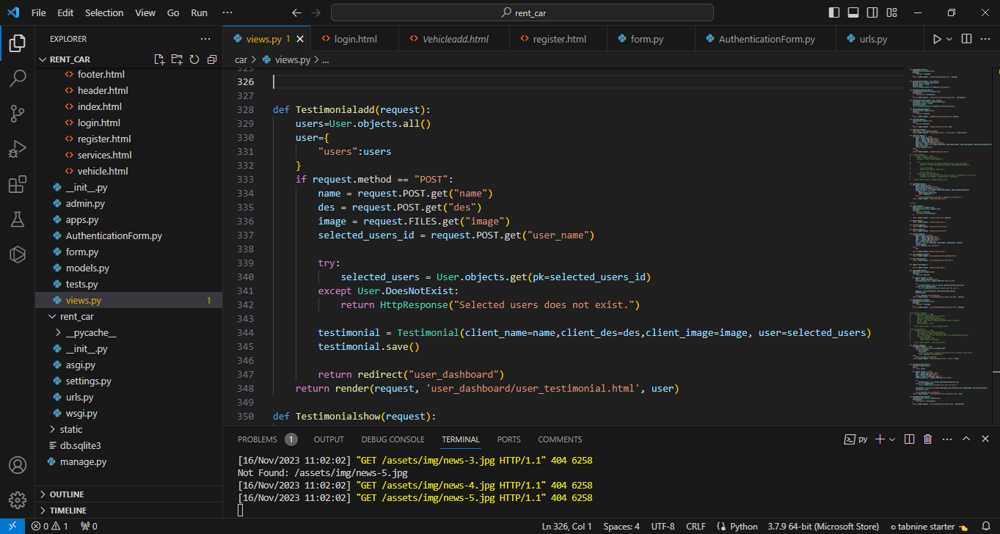 File Edit Selection View Go Run ··· rent_car
EXPLORER ···
views.py 1 login.html Vehicleadd.html register.html form.py AuthenticationForm.py urls.py ···
RENT_CAR
car > views.py > ...
footer.html
header.html
index.html
login.html
register.html
services.html
vehicle.html
__init__.py
admin.py
apps.py
AuthenticationForm.py
form.py
models.py
tests.py
views.py 1
rent_car
__pycache__
__init__.py
asgi.py
settings.py
urls.py
wsgi.py
static
db.sqlite3
manage.py
OUTLINE
TIMELINE
325
326
327
328 def Testimonialadd(request):
329 users=User.objects.all()
330 user={
331 "users":users
332 }
333 if request.method == "POST":
334 name = request.POST.get("name")
335 des = request.POST.get("des")
336 image = request.FILES.get("image")
337 selected_users_id = request.POST.get("user_name")
338
339 try:
340 selected_users = User.objects.get(pk=selected_users_id)
341 except User.DoesNotExist:
342 return HttpResponse("Selected users does not exist.")
343
344 testimonial = Testimonial(client_name=name,client_des=des,client_image=image, user=selected_users)
345 testimonial.save()
346
347 return redirect("user_dashboard")
348 return render(request, 'user_dashboard/user_testimonial.html', user)
349
350 def Testimonialshow(request):
PROBLEMS 1 OUTPUT DEBUG CONSOLE TERMINAL PORTS COMMENTS py ···
[16/Nov/2023 11:02:02] "GET /assets/img/news-3.jpg HTTP/1.1" 404 6258
Not Found: /assets/img/news-5.jpg
[16/Nov/2023 11:02:02] "GET /assets/img/news-4.jpg HTTP/1.1" 404 6258
[16/Nov/2023 11:02:02] "GET /assets/img/news-5.jpg HTTP/1.1" 404 6258
0 1 0 Ln 326, Col 1 Spaces: 4 UTF-8 CRLF Python 3.7.9 64-bit (Microsoft Store) tabnine starter